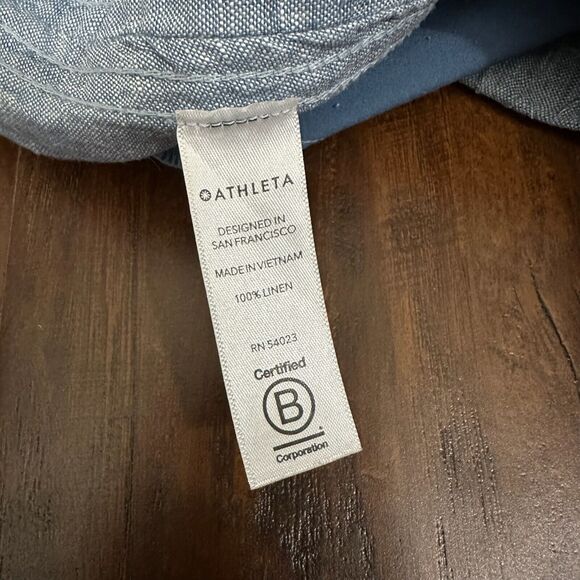 ATHLETA
DESIGNED IN
SAN FRANCISCO
MADE IN VIETNAM
100% LINEN
RN 54023
Certified
B
Corporation